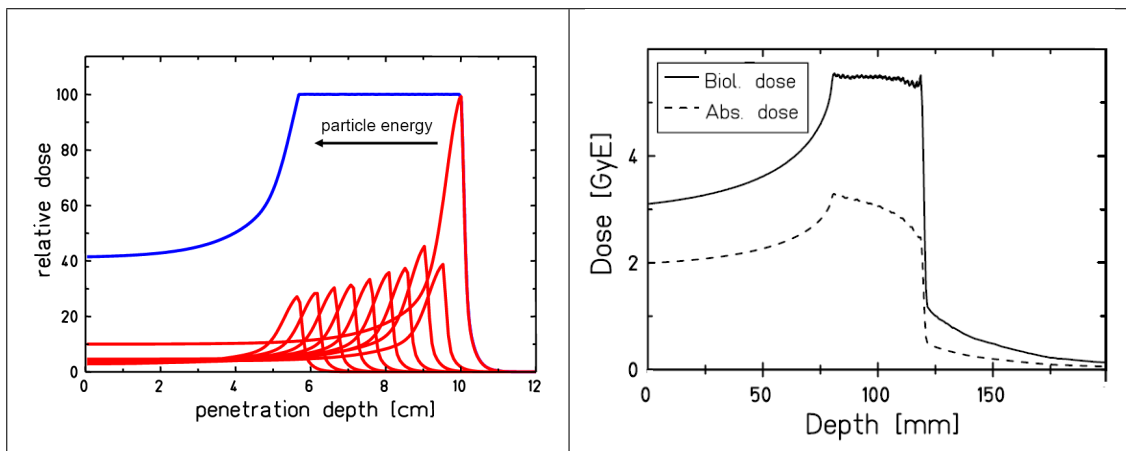 relative dose
100
80
60
40
20
0
particle energy
0 2 4 6 8 10 12
penetration depth [cm]
Dose [GyE]
4
2
0
Biol. dose
Abs. dose
0 50 100 150
Depth [mm]